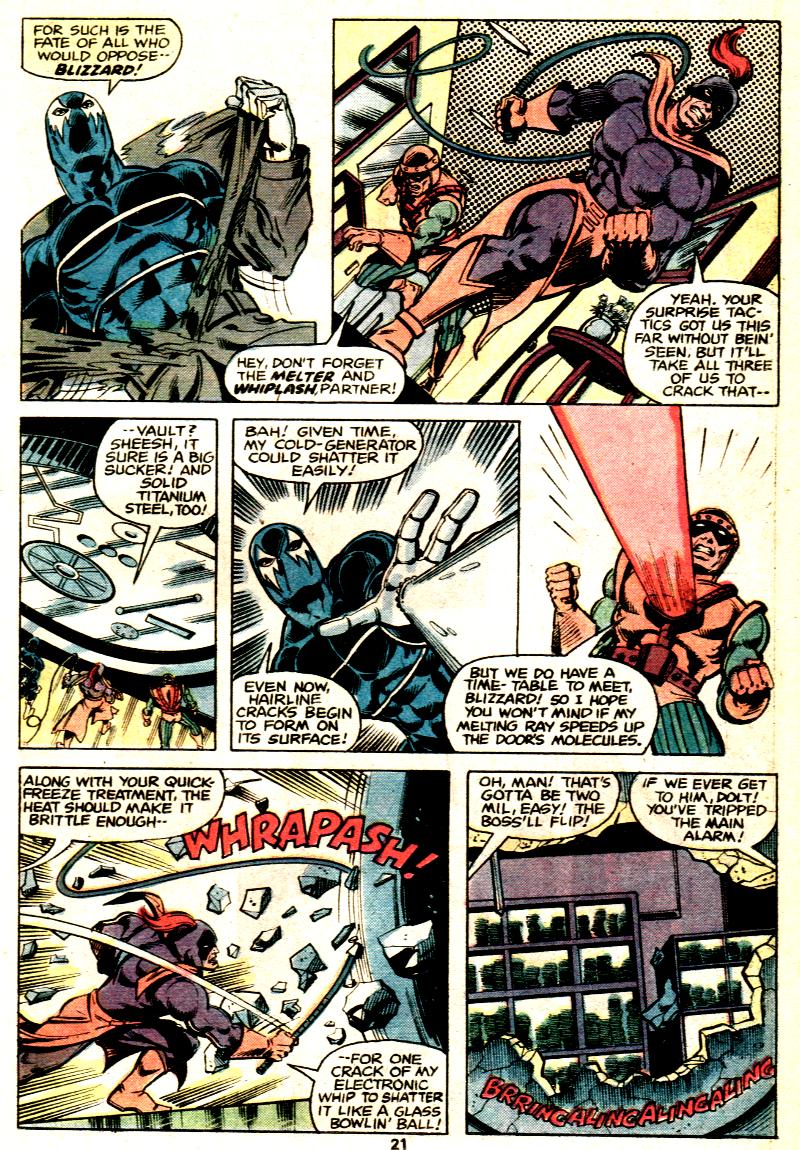 FOR SUCH IS THE
FATE OF ALL WHO
WOULD OPPOSE--
BLIZZARD!
HEY, DON'T FORGET
THE MELTER AND
WHIPLASH, PARTNER!
YEAH. YOUR
SURPRISE TAC-
TICS GOT US THIS
FAR WITHOUT BEIN'
SEEN, BUT IT'LL
TAKE ALL THREE
OF US TO
CRACK THAT--
--VAULT?
SHEESH, IT
SURE IS A BIG
SUCKER! AND
SOLID
TITANIUM
STEEL, TOO!
BAH! GIVEN TIME,
MY COLD-GENERATOR
COULD SHATTER IT
EASILY!
EVEN NOW,
HAIRLINE
CRACKS BEGIN
TO FORM ON
ITS SURFACE!
BUT WE DO HAVE A
TIME-TABLE TO MEET,
BLIZZARD! SO I HOPE
YOU WON'T MIND IF MY
MELTING RAY SPEEDS UP
THE DOOR'S MOLECULES.
ALONG WITH YOUR QUICK-
FREEZE TREATMENT, THE
HEAT SHOULD MAKE IT
BRITTLE ENOUGH--
WHRAPASH!
--FOR ONE
CRACK OF MY
ELECTRONIC
WHIP TO SHATTER
IT LIKE A GLASS
BOWLIN' BALL!
OH, MAN! THAT'S
GOTTA BE TWO
MIL, EASY! THE
BOSS'LL FLIP!
IF WE EVER GET
TO HIM, DOLT!
YOU'VE TRIPPED
THE MAIN
ALARM!
BRRINGALINGALINGALING
21